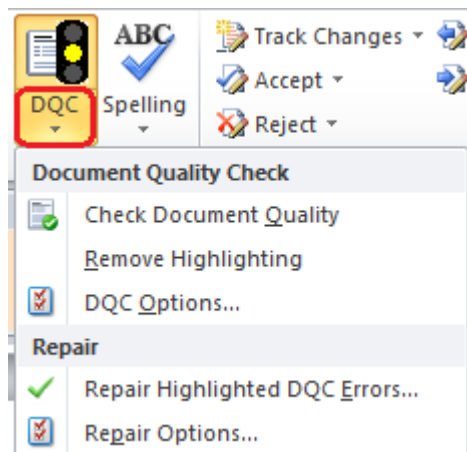 ABC
Track Changes
Accept
DQC
Spelling
Reject
Document Quality Check
Check Document Quality
Remove Highlighting
DQC Options...
Repair
Repair Highlighted DQC Errors...
Repair Options...